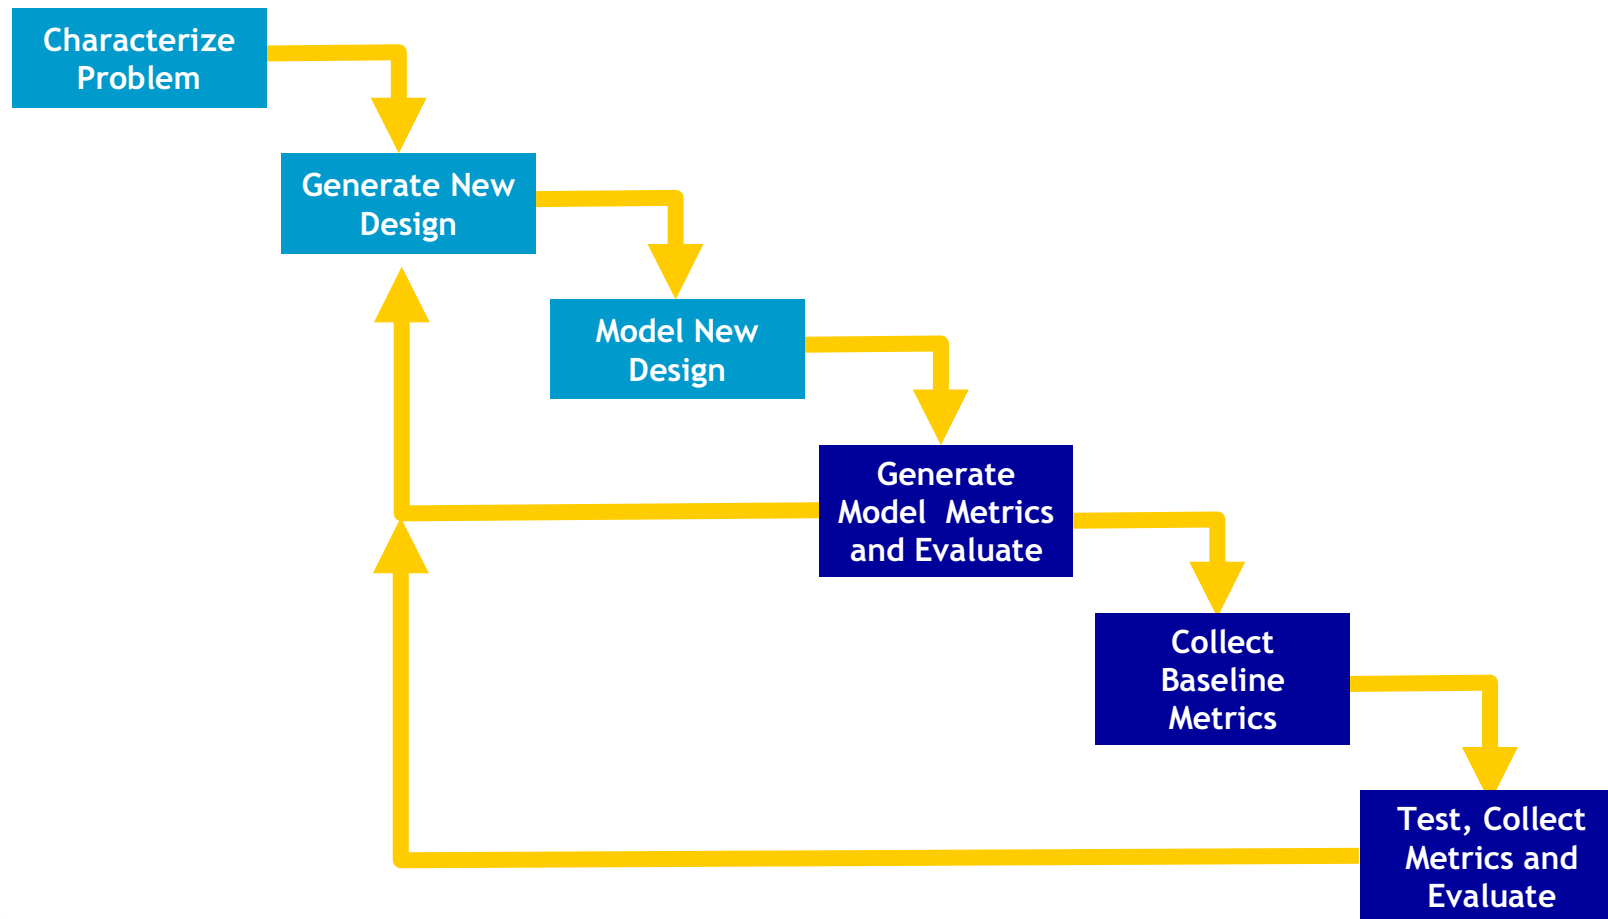 Characterize
Problem
Generate New
Design
Model New
Design
Generate
Model  Metrics
and Evaluate
Collect
Baseline
Metrics
Test, Collect
Metrics and
Evaluate